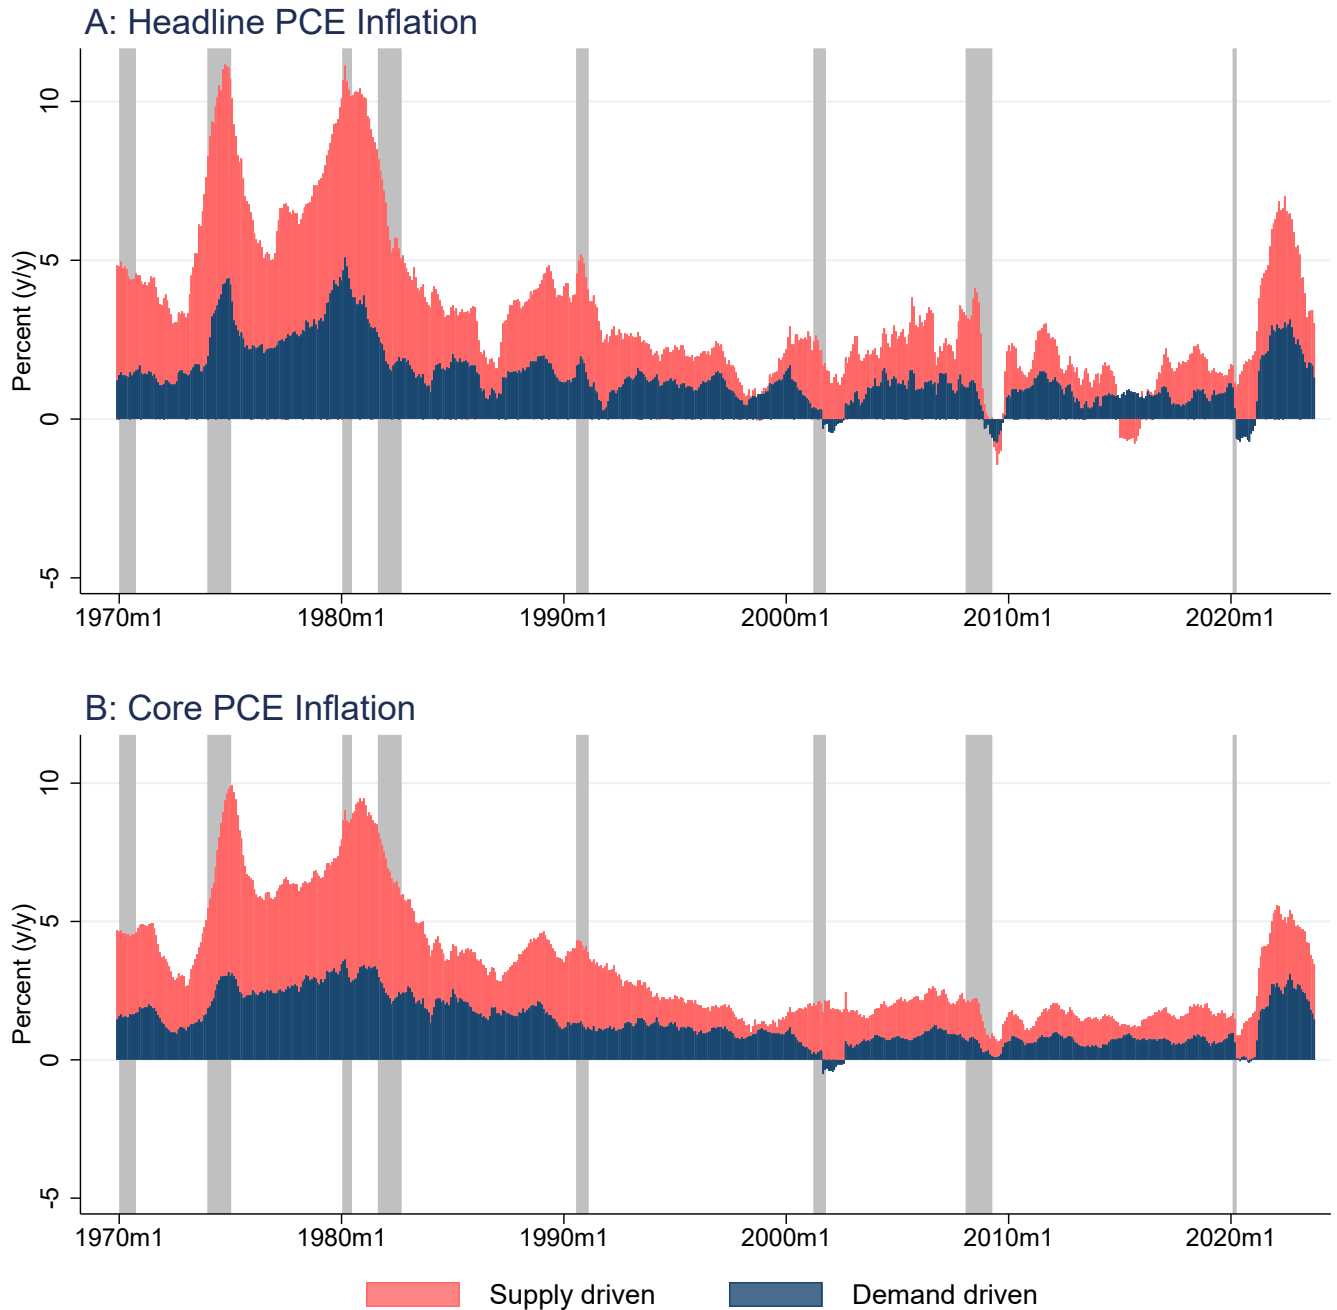 A: Headline PCE Inflation
Percent (y/y)
10
5
0
-5
1970m1 1980m1 1990m1 2000m1 2010m1 2020m1
B: Core PCE Inflation
Percent (y/y)
10
5
0
-5
1970m1 1980m1 1990m1 2000m1 2010m1 2020m1
Supply driven Demand driven